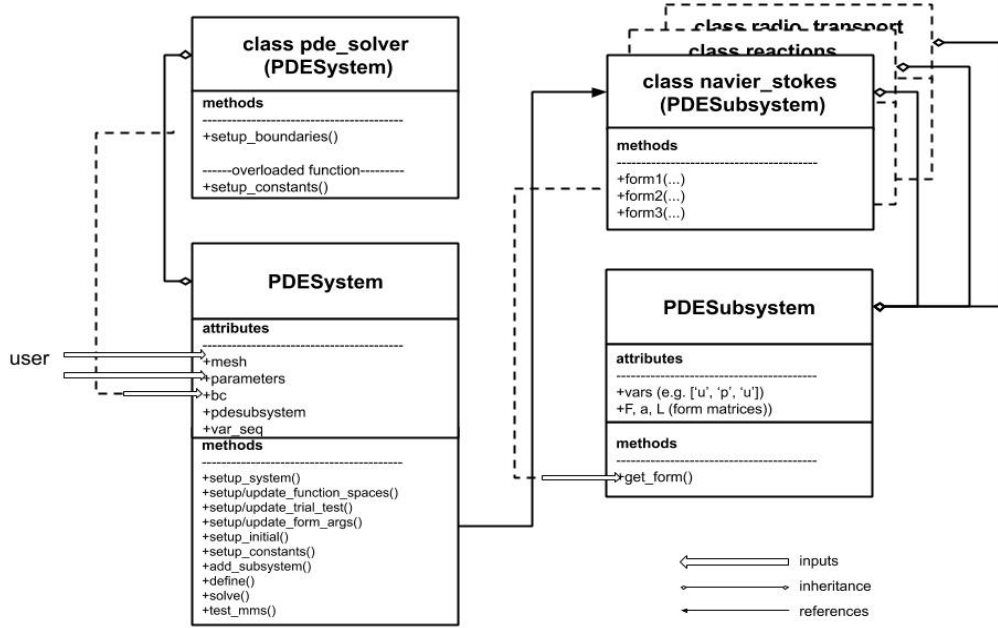 class pde_solver
(PDESystem)
methods
+setup_boundaries()
------overloaded function---------
+setup_constants()
PDESystem
attributes
user
+mesh
+parameters
+bc
+pdesubsystem
+var_seq
methods
+setup_system()
+setup/update_function_spaces()
+setup/update_trial_test()
+setup/update_form_args()
+setup_initial()
+setup_constants()
+add_subsystem()
+define()
+solve()
+test_mms()
class radio_transport
class reactions
class navier_stokes
(PDESubsystem)
methods
+form1(...)
+form2(...)
+form3(...)
PDESubsystem
attributes
+vars (e.g. [‘u’, ‘p’, ‘u’])
+F, a, L (form matrices))
methods
+get_form()
inputs
inheritance
references